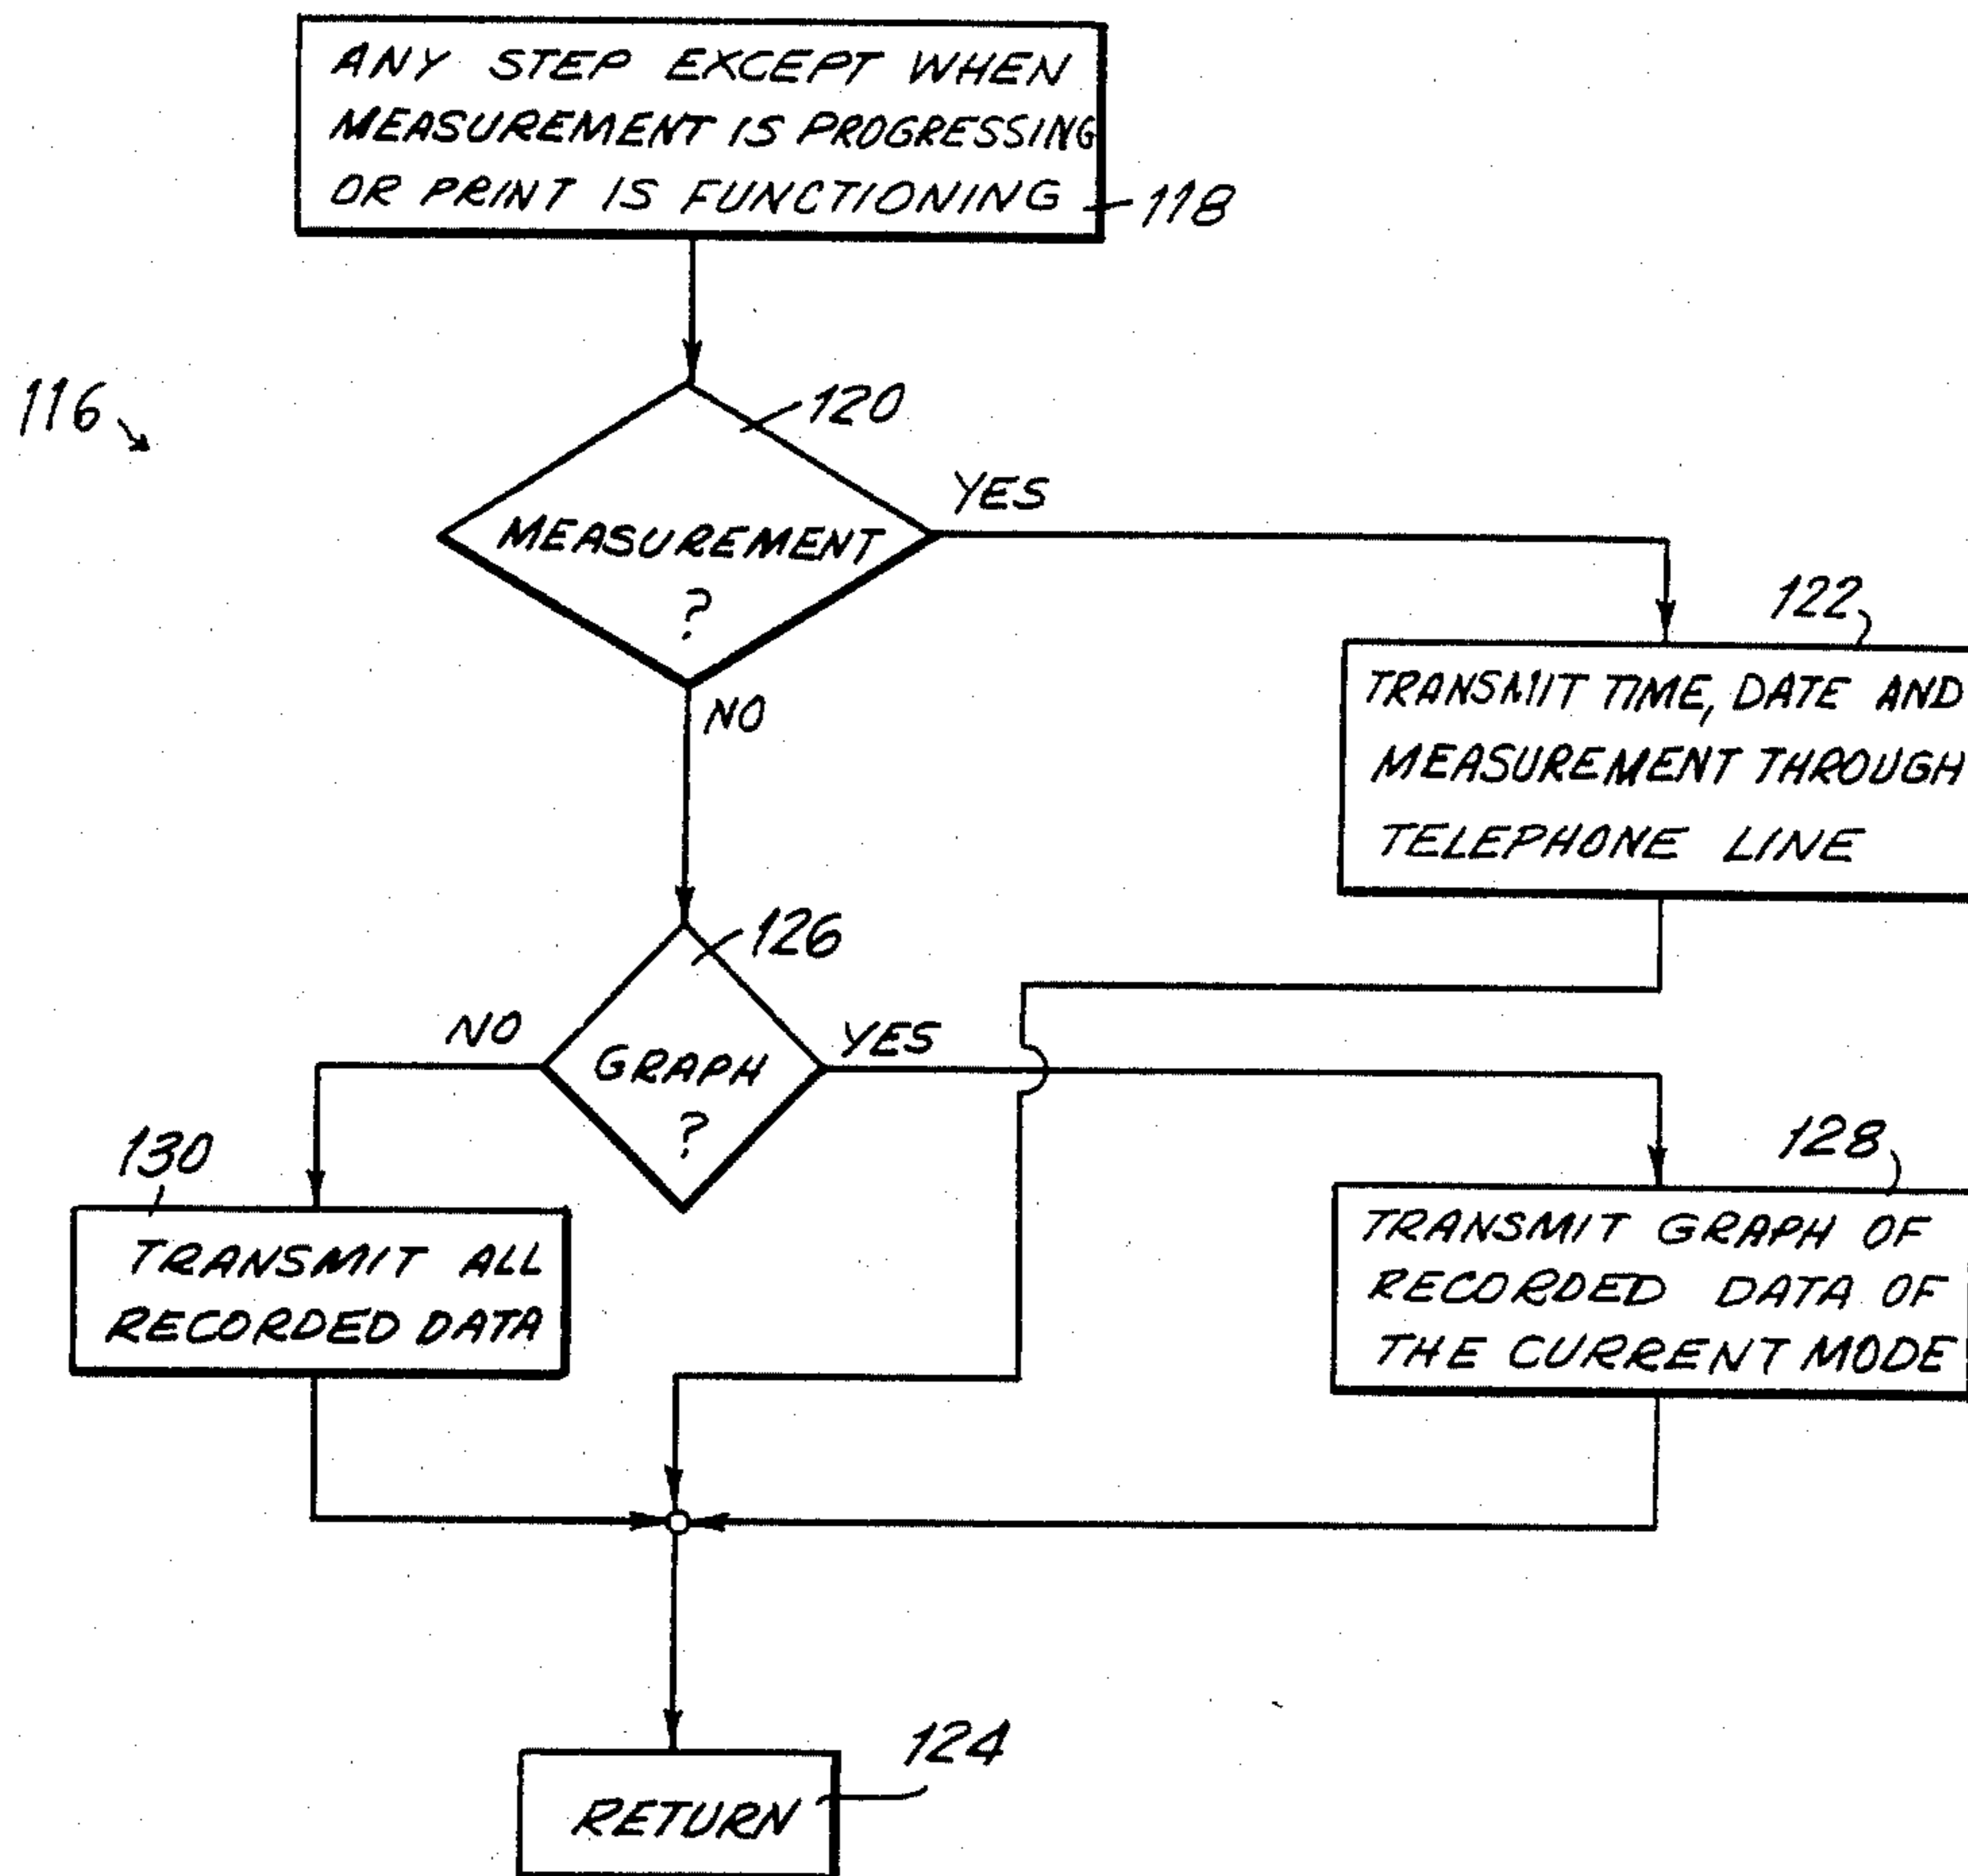 ANY STEP EXCEPT WHEN
MEASUREMENT IS PROGRESSING
OR PRINT IS FUNCTIONING
118
116
120
MEASUREMENT
?
YES
NO
122
TRANSMIT TIME, DATE AND
MEASUREMENT THROUGH
TELEPHONE LINE
126
GRAPH
?
NO
YES
130
TRANSMIT ALL
RECORDED DATA
128
TRANSMIT GRAPH OF
RECORDED DATA OF
THE CURRENT MODE
124
RETURN